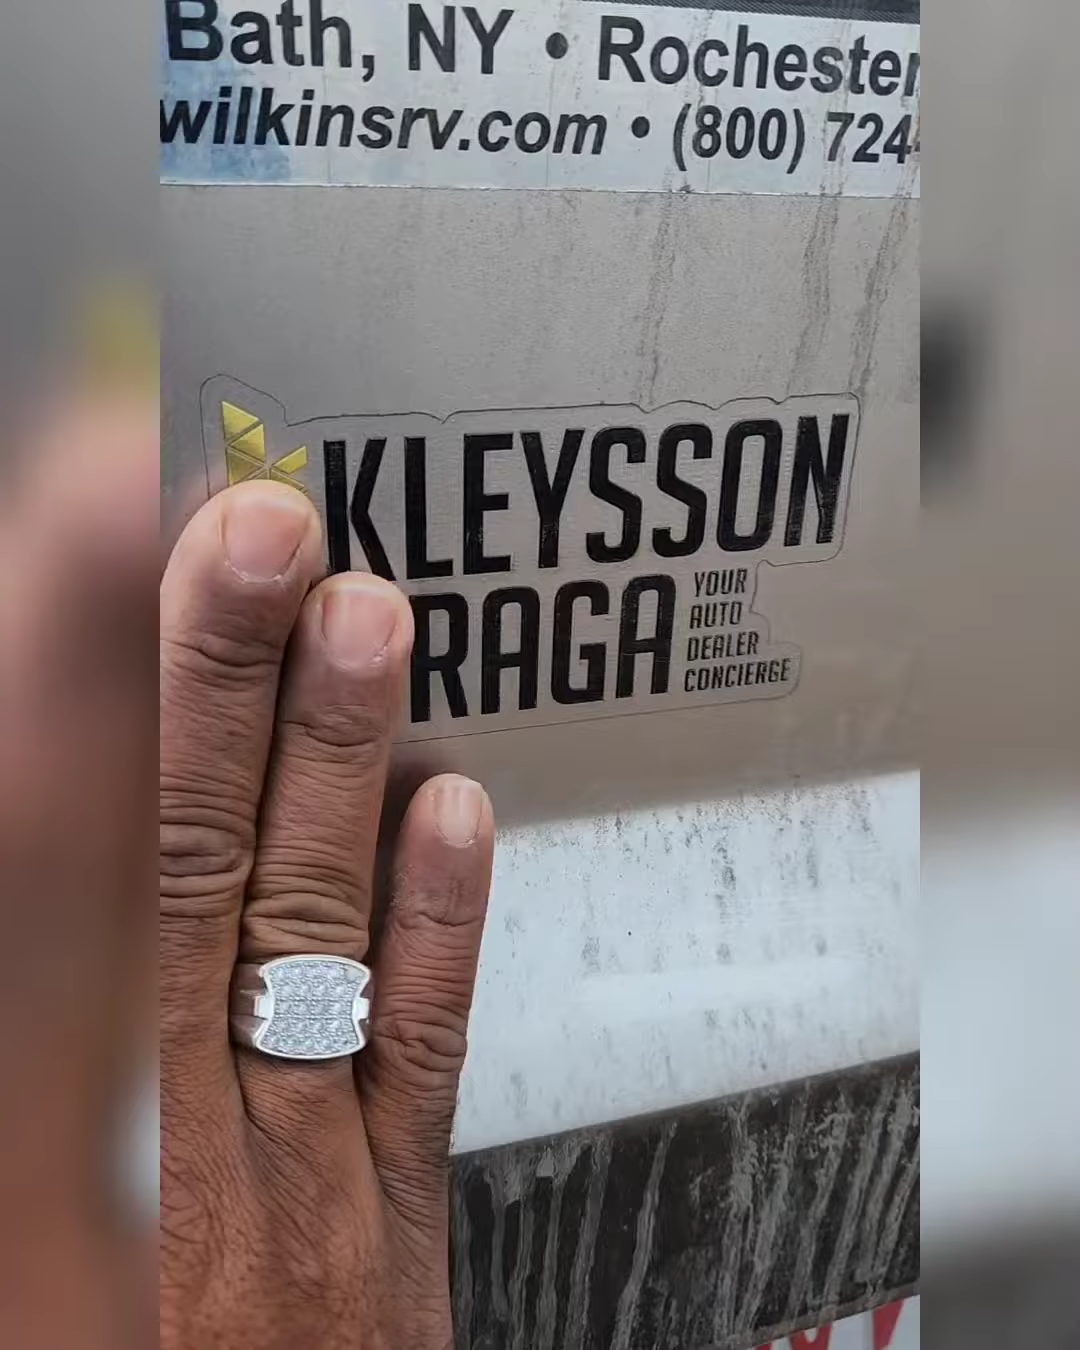 Bath, NY • Rochester
wilkinsrv.com • (800) 724-
KLEYSSON
RAGA
YOUR
AUTO
DEALER
CONCIERGE